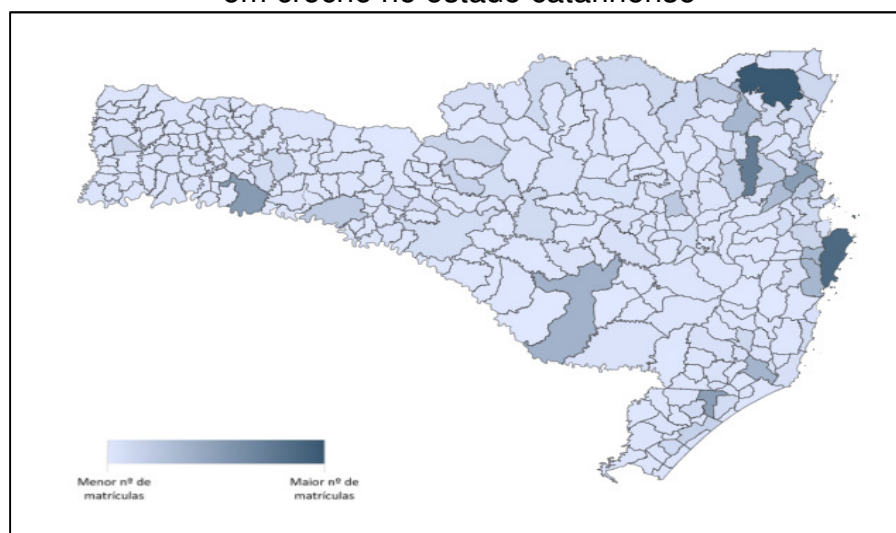 em creche no estado catarinense
Menor nº de
matrículas
Maior nº de
matrículas